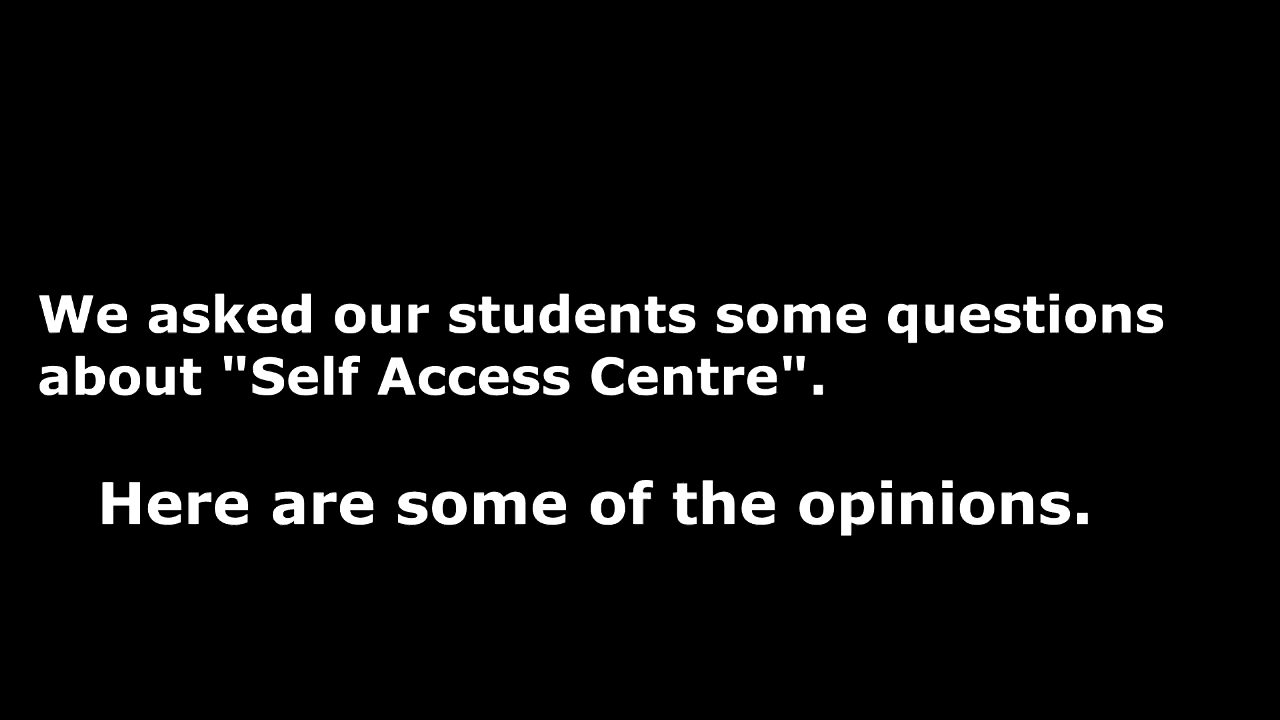 We asked our students some questions
about "Self Access Centre".
Here are some of the opinions.